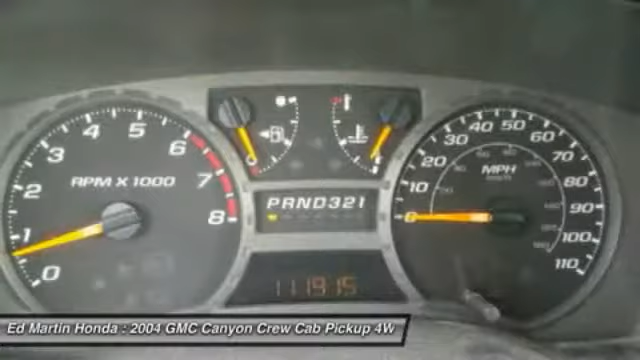 0 1 2 3 4 5 6 7 8
RPM X 1000
PRND321
111915
0 10 20 30 40 50 60 70 80 90 100 110
MPH
Ed Martin Honda : 2004 GMC Canyon Crew Cab Pickup 4W